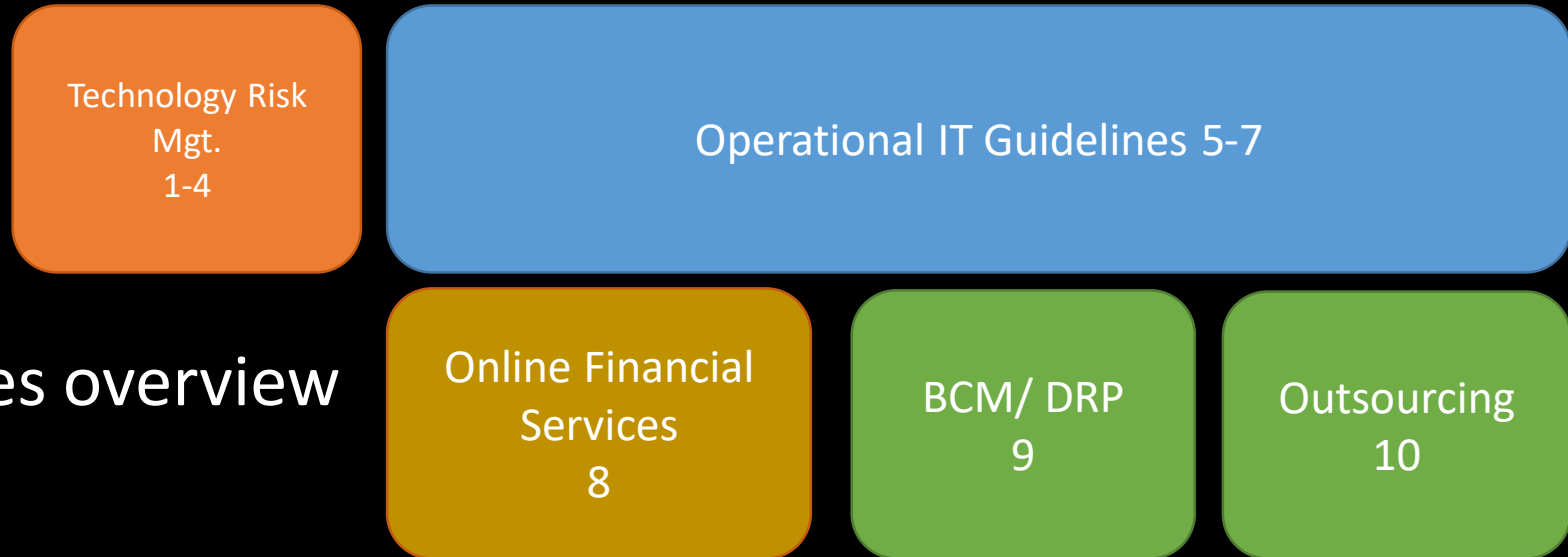 Technology Risk
Mgt.
1-4
Operational IT Guidelines 5-7
es overview
Online Financial
Services
8
BCM/ DRP
9
Outsourcing
10